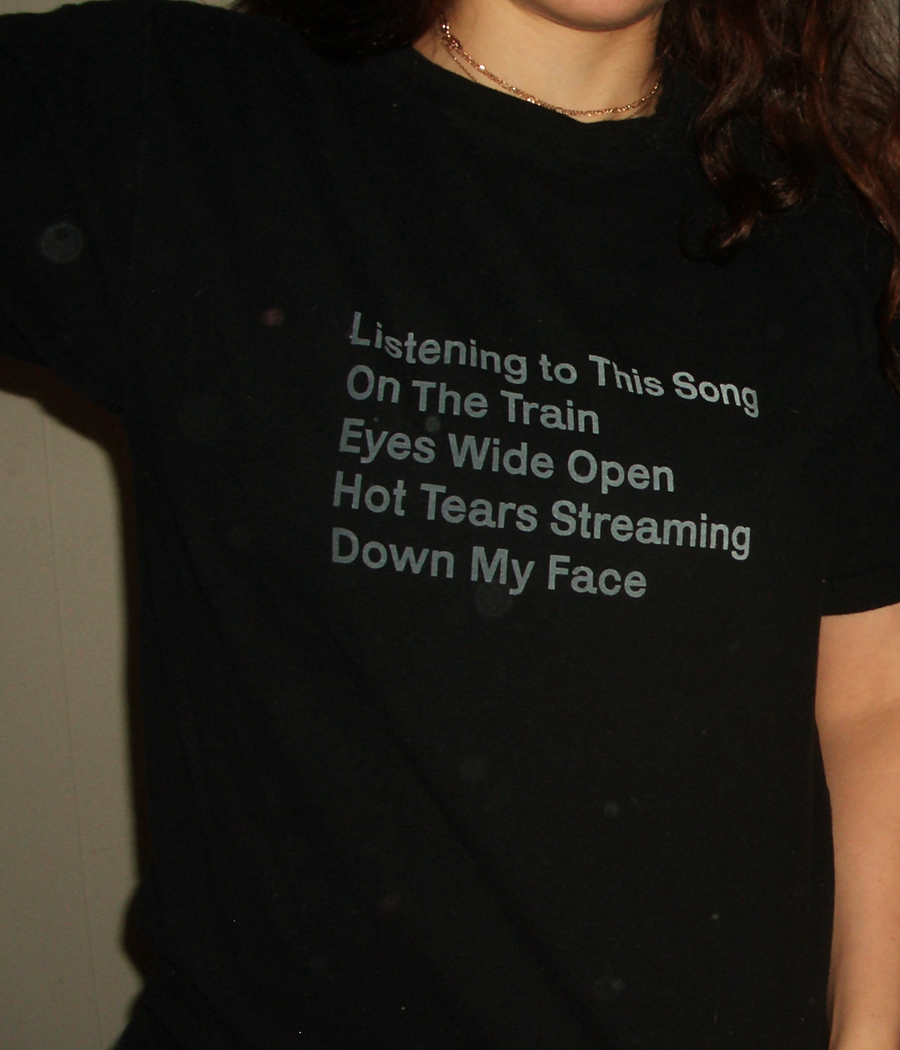 Listening to This Song
On The Train
Eyes Wide Open
Hot Tears Streaming
Down My Face